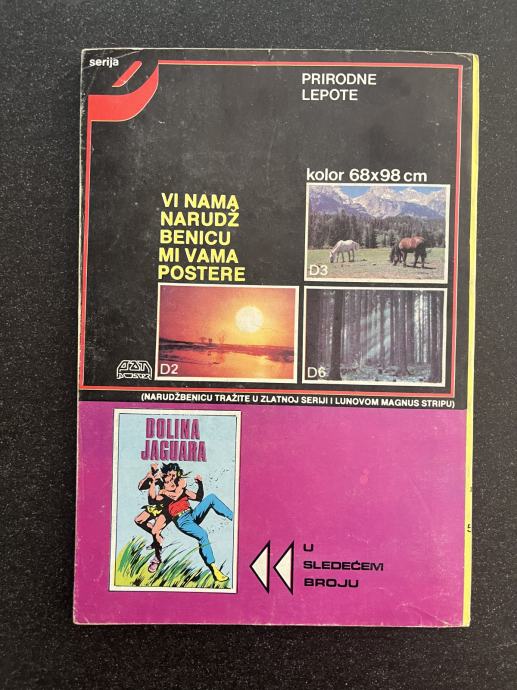 serija
PRIRODNE
LEPOTE
kolor 68x98 cm
VI NAMA
NARUDŽ
BENICU
MI VAMA
POSTERE
D3
D2
D6
(NARUDŽBENICU TRAŽITE U ZLATNOJ SERIJI I LUNOVOM MAGNUS STRIPU)
DOLINA
JAGUARA
U
SLEDEĆEM
BROJU
5